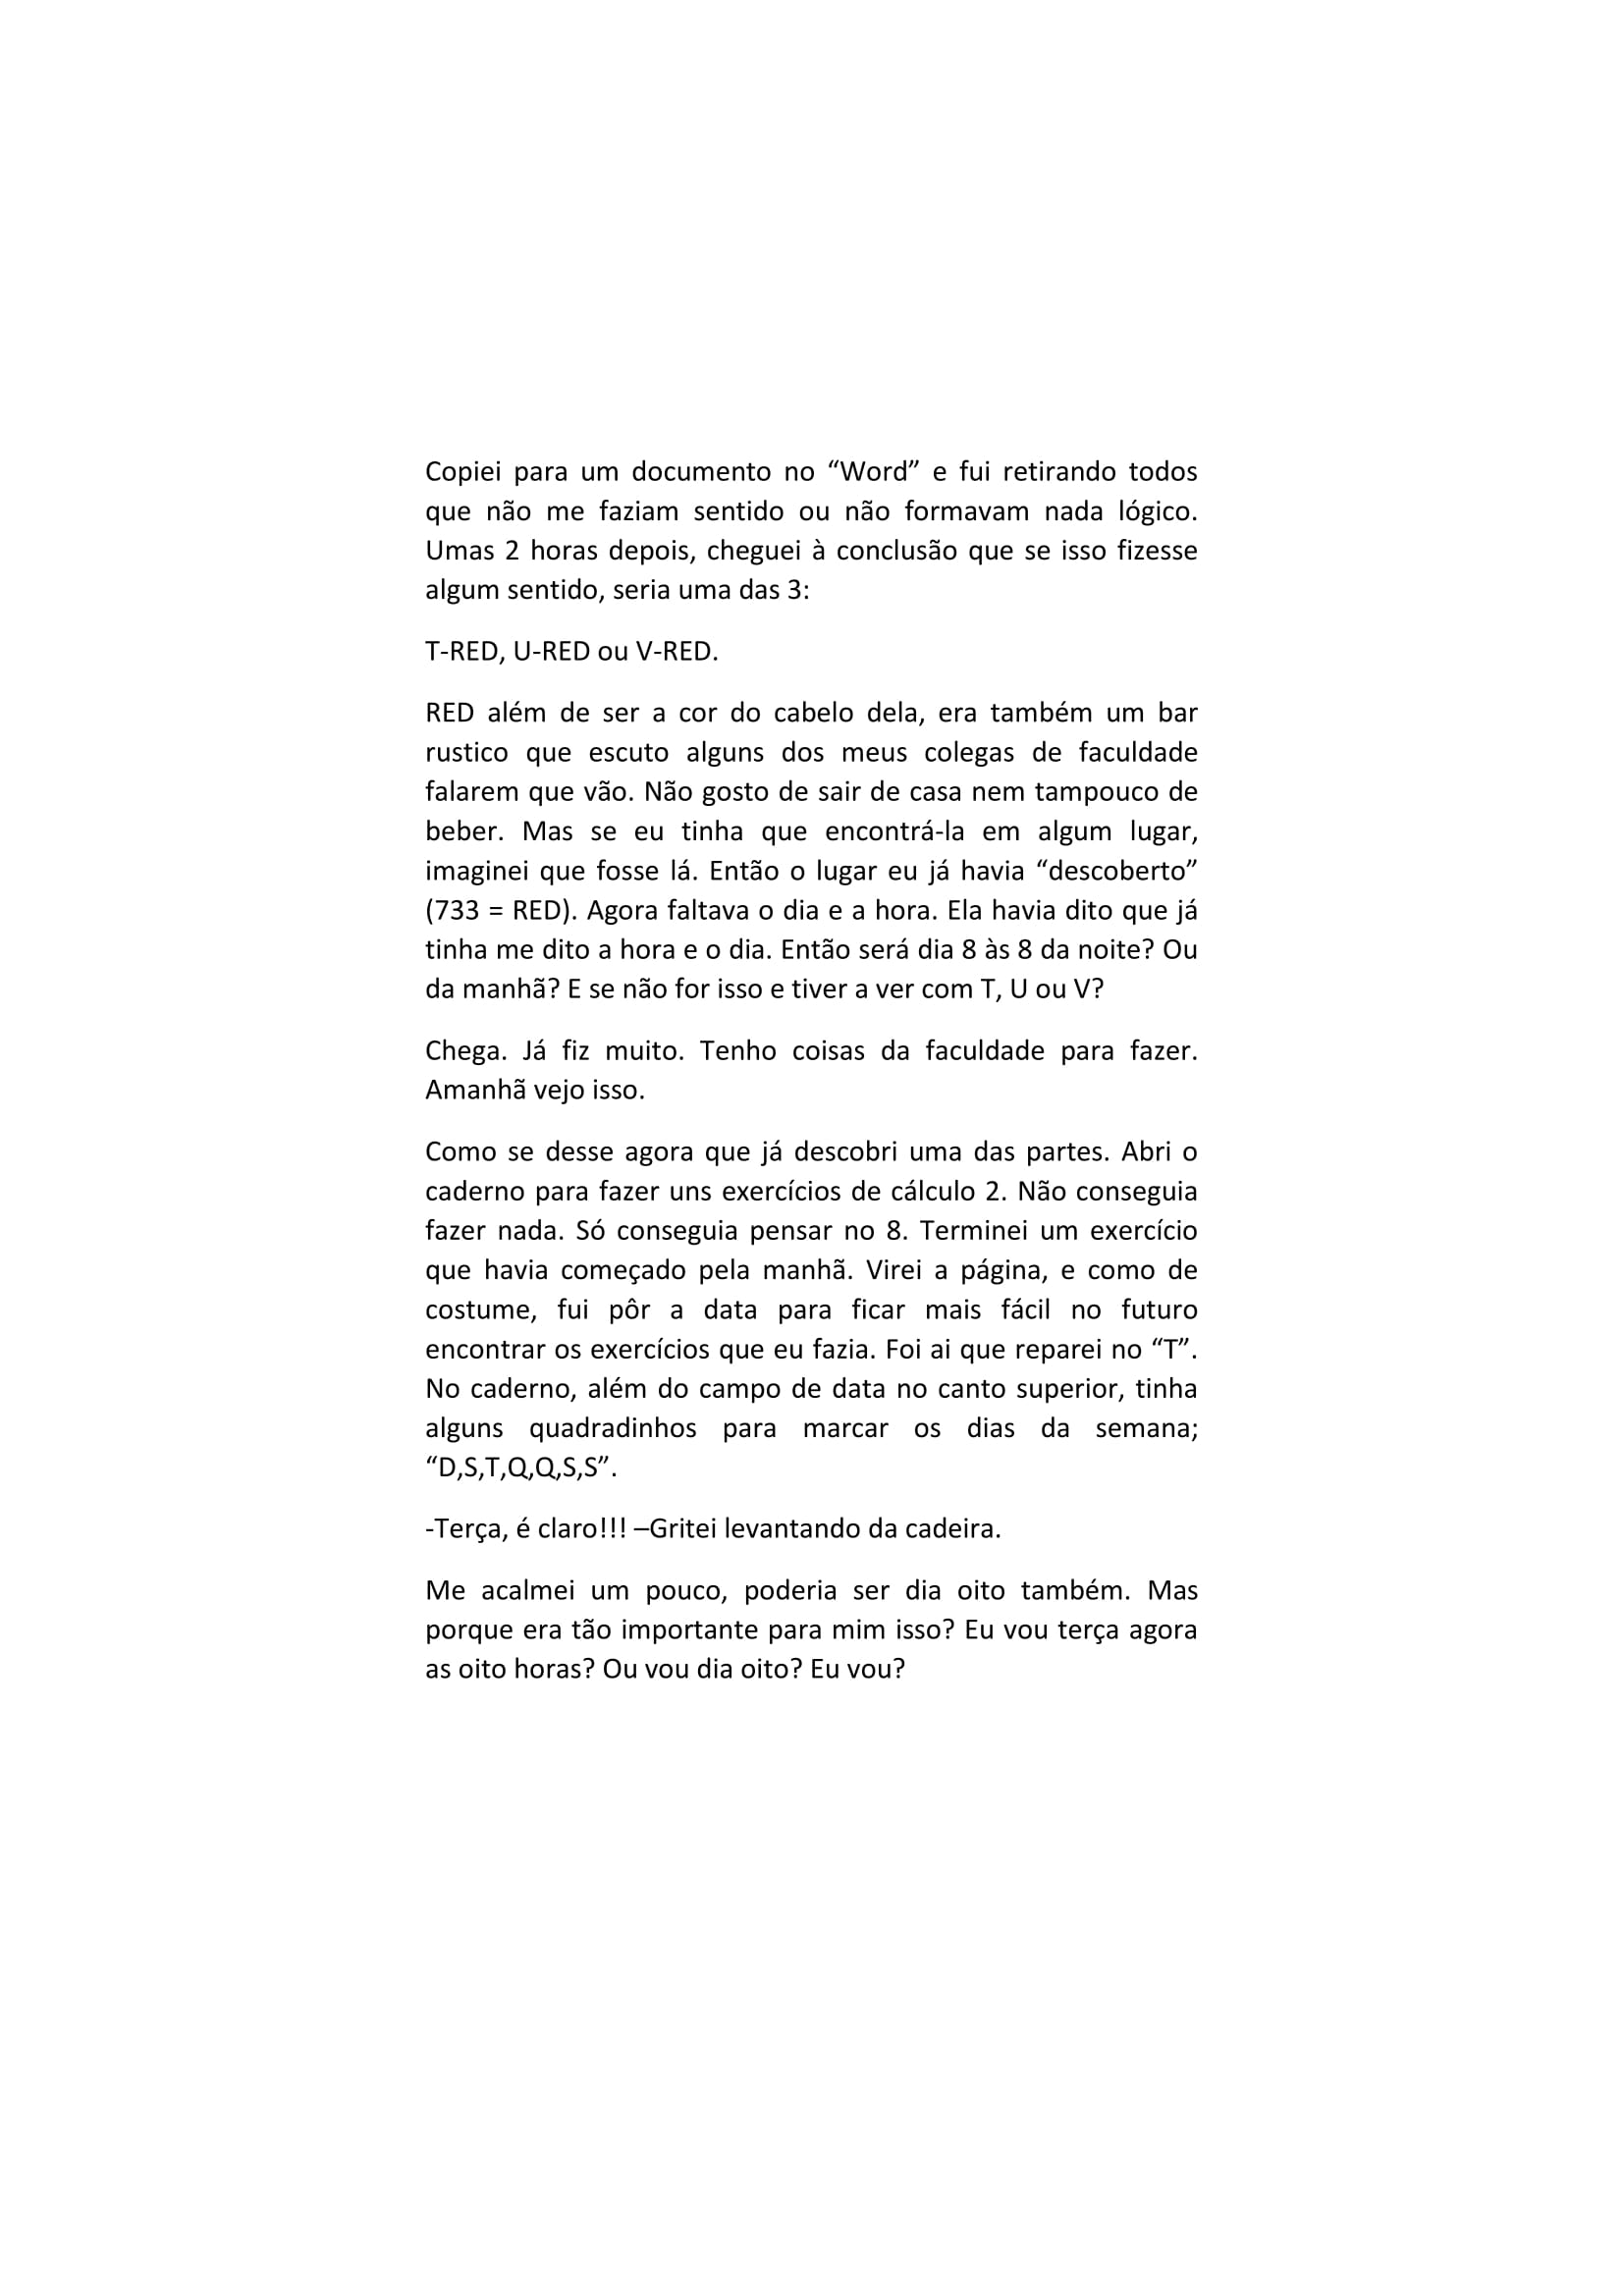 Copiei para um documento no “Word” e fui retirando todos
que não me faziam sentido ou não formavam nada lógico.
Umas 2 horas depois, cheguei à conclusão que se isso fizesse
algum sentido, seria uma das 3:
T-RED, U-RED ou V-RED.
RED além de ser a cor do cabelo dela, era também um bar
rustico que escuto alguns dos meus colegas de faculdade
falarem que vão. Não gosto de sair de casa nem tampouco de
beber. Mas se eu tinha que encontrá-la em algum lugar,
imaginei que fosse lá. Então o lugar eu já havia “descoberto”
(733 = RED). Agora faltava o dia e a hora. Ela havia dito que já
tinha me dito a hora e o dia. Então será dia 8 às 8 da noite? Ou
da manhã? E se não for isso e tiver a ver com T, U ou V?
Chega. Já fiz muito. Tenho coisas da faculdade para fazer.
Amanhã vejo isso.
Como se desse agora que já descobri uma das partes. Abri o
caderno para fazer uns exercícios de cálculo 2. Não conseguia
fazer nada. Só conseguia pensar no 8. Terminei um exercício
que havia começado pela manhã. Virei a página, e como de
costume, fui pôr a data para ficar mais fácil no futuro
encontrar os exercícios que eu fazia. Foi ai que reparei no “T”.
No caderno, além do campo de data no canto superior, tinha
alguns quadradinhos para marcar os dias da semana;
“D,S,T,Q,Q,S,S”.
-Terça, é claro!!! –Gritei levantando da cadeira.
Me acalmei um pouco, poderia ser dia oito também. Mas
porque era tão importante para mim isso? Eu vou terça agora
as oito horas? Ou vou dia oito? Eu vou?